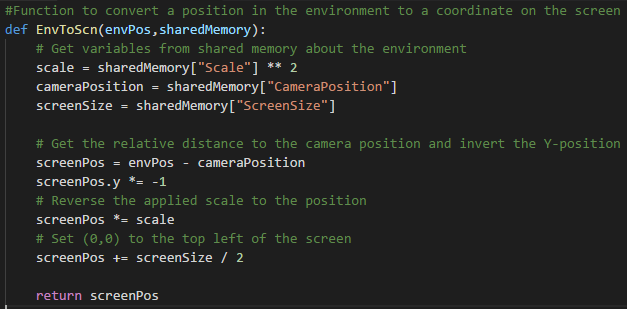 #Function to convert a position in the environment to a coordinate on the screen
def EnvToScn(envPos,sharedMemory):
# Get variables from shared memory about the environment
scale = sharedMemory["Scale"] ** 2
cameraPosition = sharedMemory["CameraPosition"]
screenSize = sharedMemory["ScreenSize"]
# Get the relative distance to the camera position and invert the Y-position
screenPos = envPos - cameraPosition
screenPos.y *= -1
# Reverse the applied scale to the position
screenPos *= scale
# Set (0,0) to the top left of the screen
screenPos += screenSize / 2
return screenPos